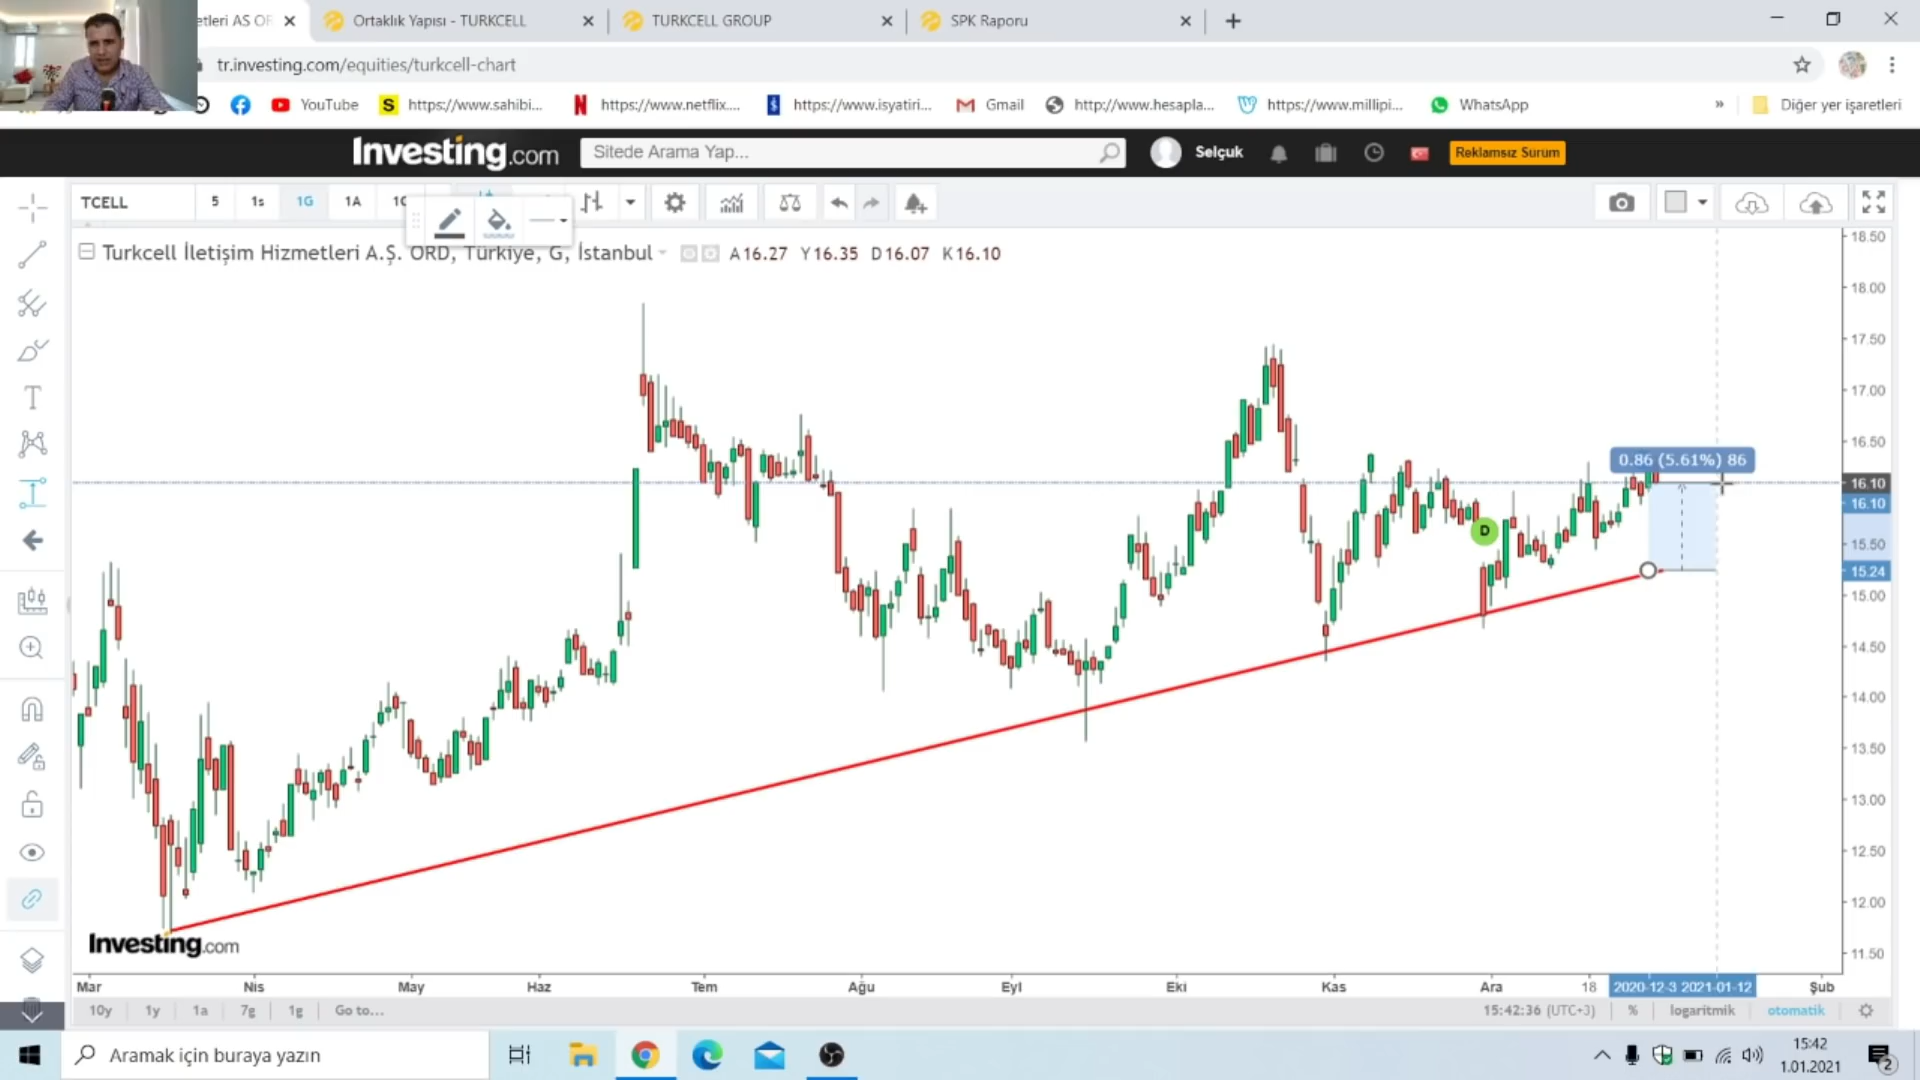 etleri AS OR
Ortaklık Yapısı - TURKCELL
TURKCELL GROUP
SPK Raporu
tr.investing.com/equities/turkcell-chart
YouTube
https://www.sahibi...
https://www.netflix....
https://www.isyatiri...
Gmail
http://www.hesapla...
https://www.millipi...
WhatsApp
»
Diğer yer işaretleri
Investing.com
Sitede Arama Yap...
Selçuk
Reklamsız Sürüm
TCELL
5
1s
1G
1A
Turkcell İletişim Hizmetleri A.Ş. ORD, Türkiye, G, İstanbul
A16.27 Y16.35 D16.07 K16.10
18.50
18.00
17.50
17.00
16.50
0.86 (5.61%) 86
16.10
16.10
D
15.50
15.24
15.00
14.50
14.00
13.50
13.00
12.50
12.00
11.50
Investing.com
Mar
Nis
May
Haz
Tem
Ağu
Eyl
Eki
Kas
Ara
18
2020-12-3
2021-01-12
Şub
10y
1y
1a
7g
1g
Go to...
15:42:36 (UTC+3)
%
logaritmik
otomatik
Aramak için buraya yazın
15:42
1.01.2021
2